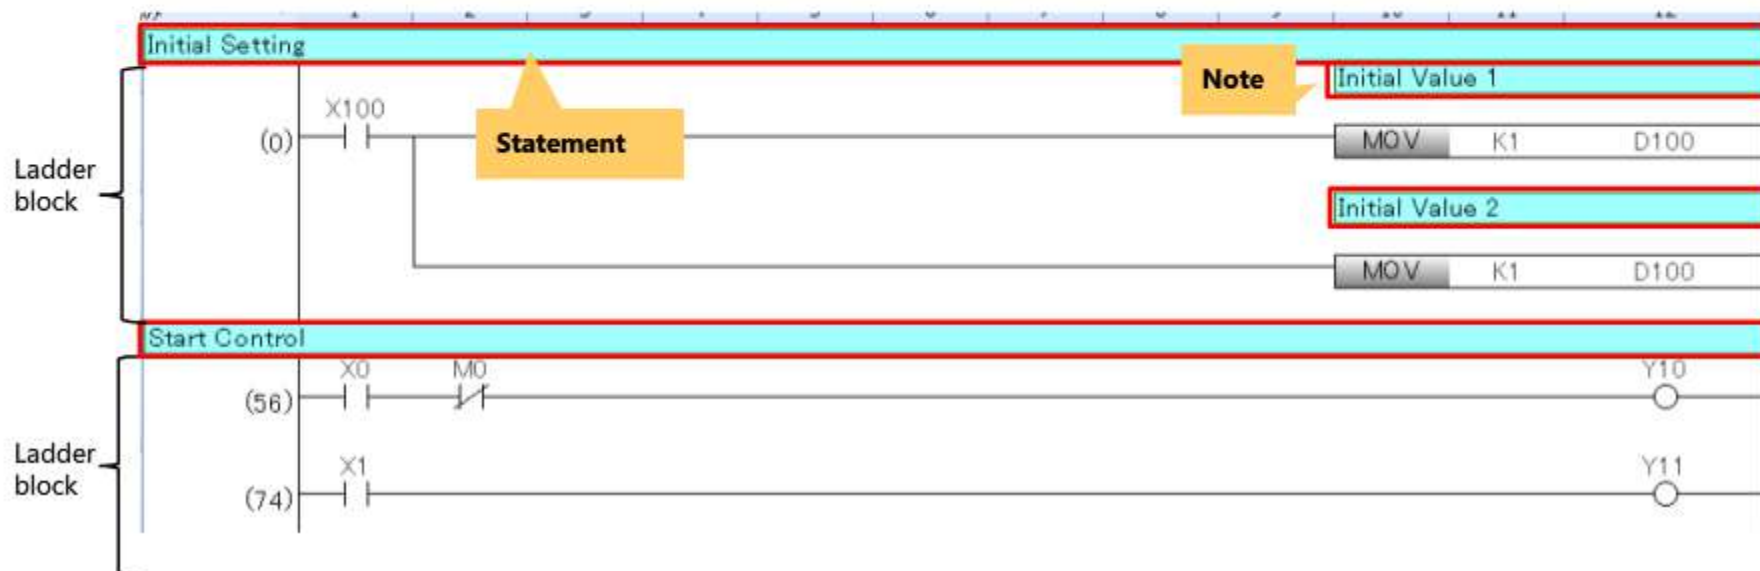 Initial Setting
Note
Initial Value 1
X100
Statement
(0)
MOV K1 D100
Ladder
block
Initial Value 2
MOV K1 D100
Start Control
X0 M0 Y10
(56)
Ladder
block
X1 Y11
(74)